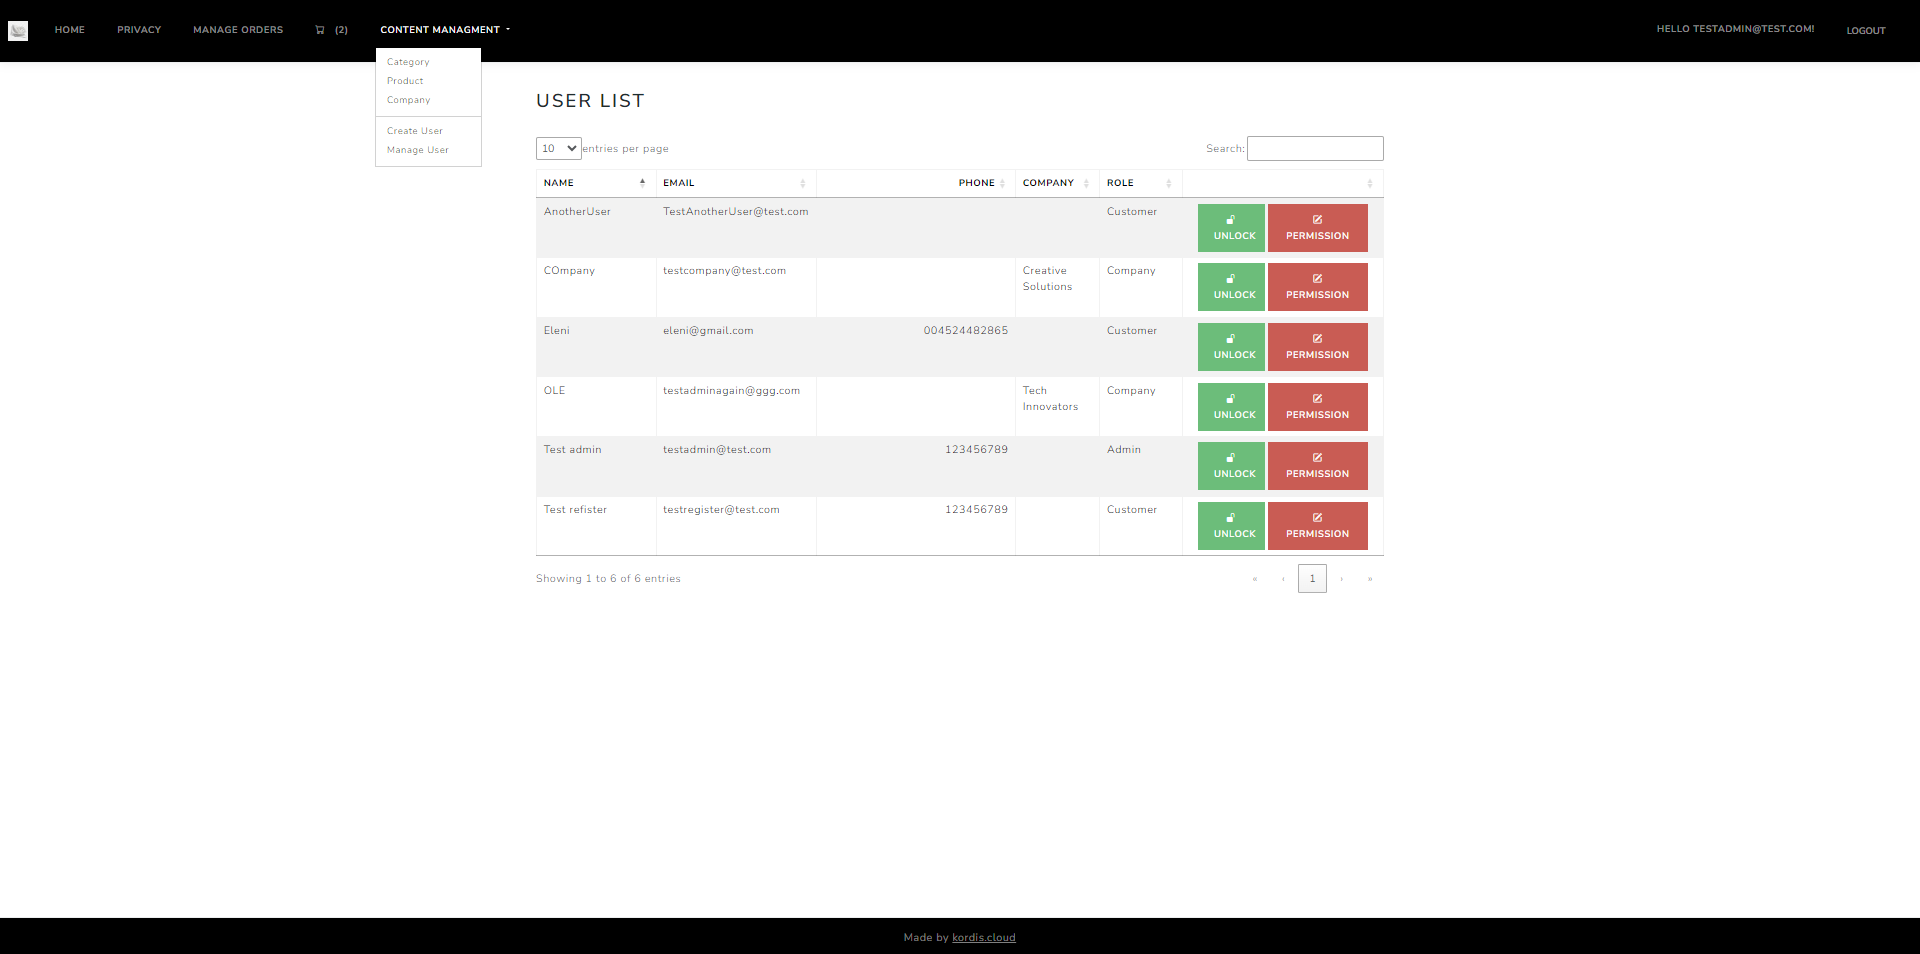 HOME PRIVACY MANAGE ORDERS (2) CONTENT MANAGMENT HELLO TESTADMIN@TEST.COM! LOGOUT
Category
Product
Company
Create User
Manage User
USER LIST
10 entries per page Search:
NAME EMAIL PHONE COMPANY ROLE
AnotherUser TestAnotherUser@test.com Customer UNLOCK PERMISSION
COmpany testcompany@test.com Creative Solutions Company UNLOCK PERMISSION
Eleni eleni@gmail.com 004524482865 Customer UNLOCK PERMISSION
OLE testadminagain@ggg.com Tech Innovators Company UNLOCK PERMISSION
Test admin testadmin@test.com 123456789 Admin UNLOCK PERMISSION
Test refister testregister@test.com 123456789 Customer UNLOCK PERMISSION
Showing 1 to 6 of 6 entries « ‹ 1 › »
Made by kordis.cloud